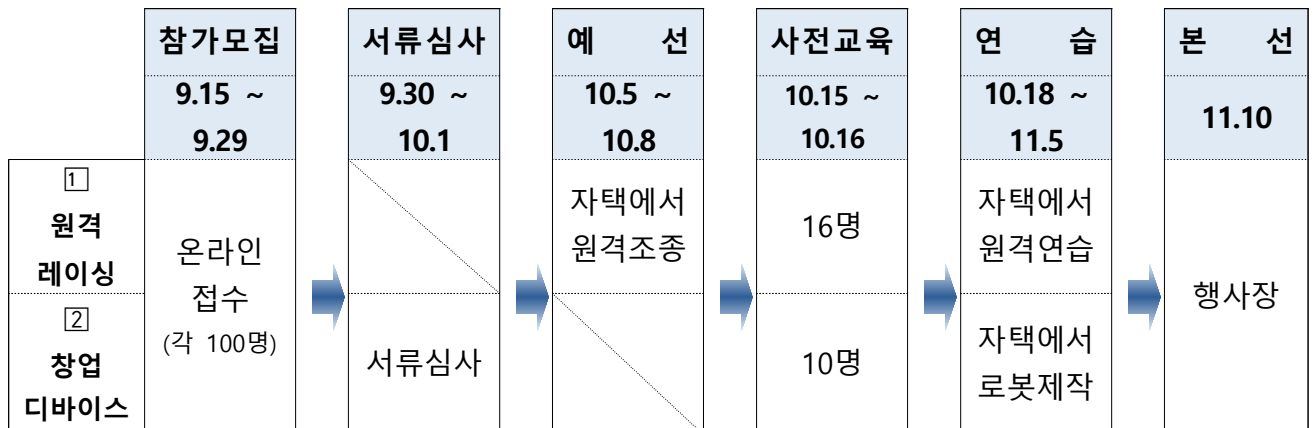 참가모집
서류심사
예 선
사전교육
연 습
본 선
9.15 ~
9.29
9.30 ~
10.1
10.5 ~
10.8
10.15 ~
10.16
10.18 ~
11.5
11.10
1
원격
레이싱
온라인
접수
(각 100명)
자택에서
원격조종
16명
자택에서
원격연습
행사장
2
창업
디바이스
서류심사
10명
자택에서
로봇제작